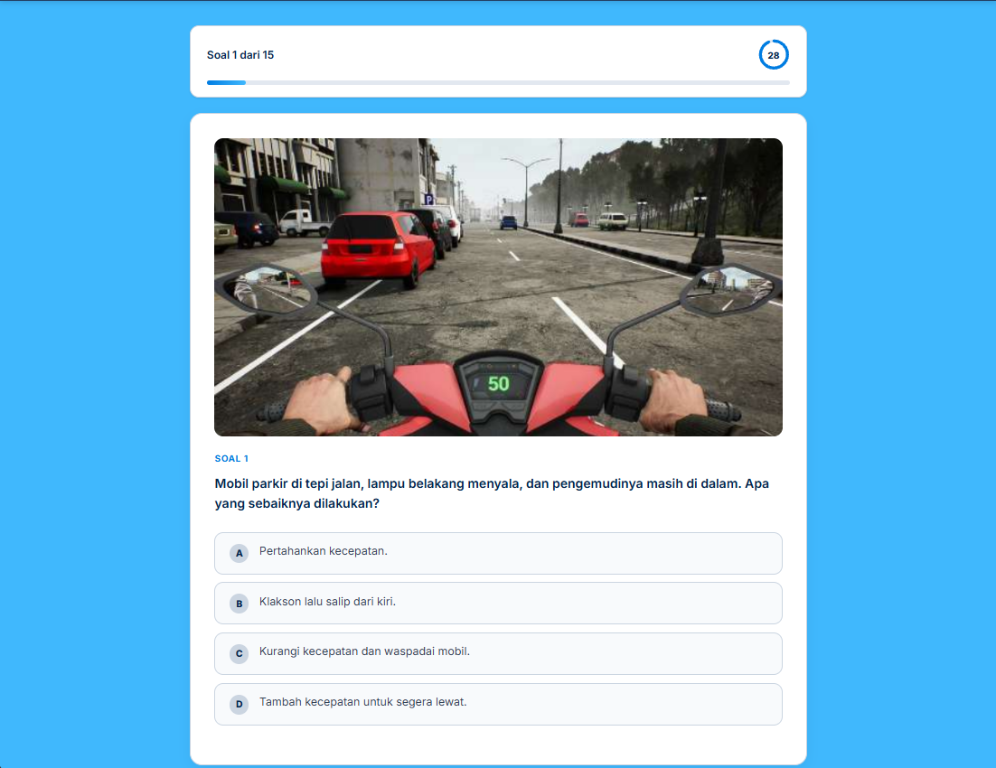 Soal 1 dari 15
28
P
50
SOAL 1
Mobil parkir di tepi jalan, lampu belakang menyala, dan pengemudinya masih di dalam. Apa
yang sebaiknya dilakukan?
A Pertahankan kecepatan.
B Klakson lalu salip dari kiri.
C Kurangi kecepatan dan waspadai mobil.
D Tambah kecepatan untuk segera lewat.